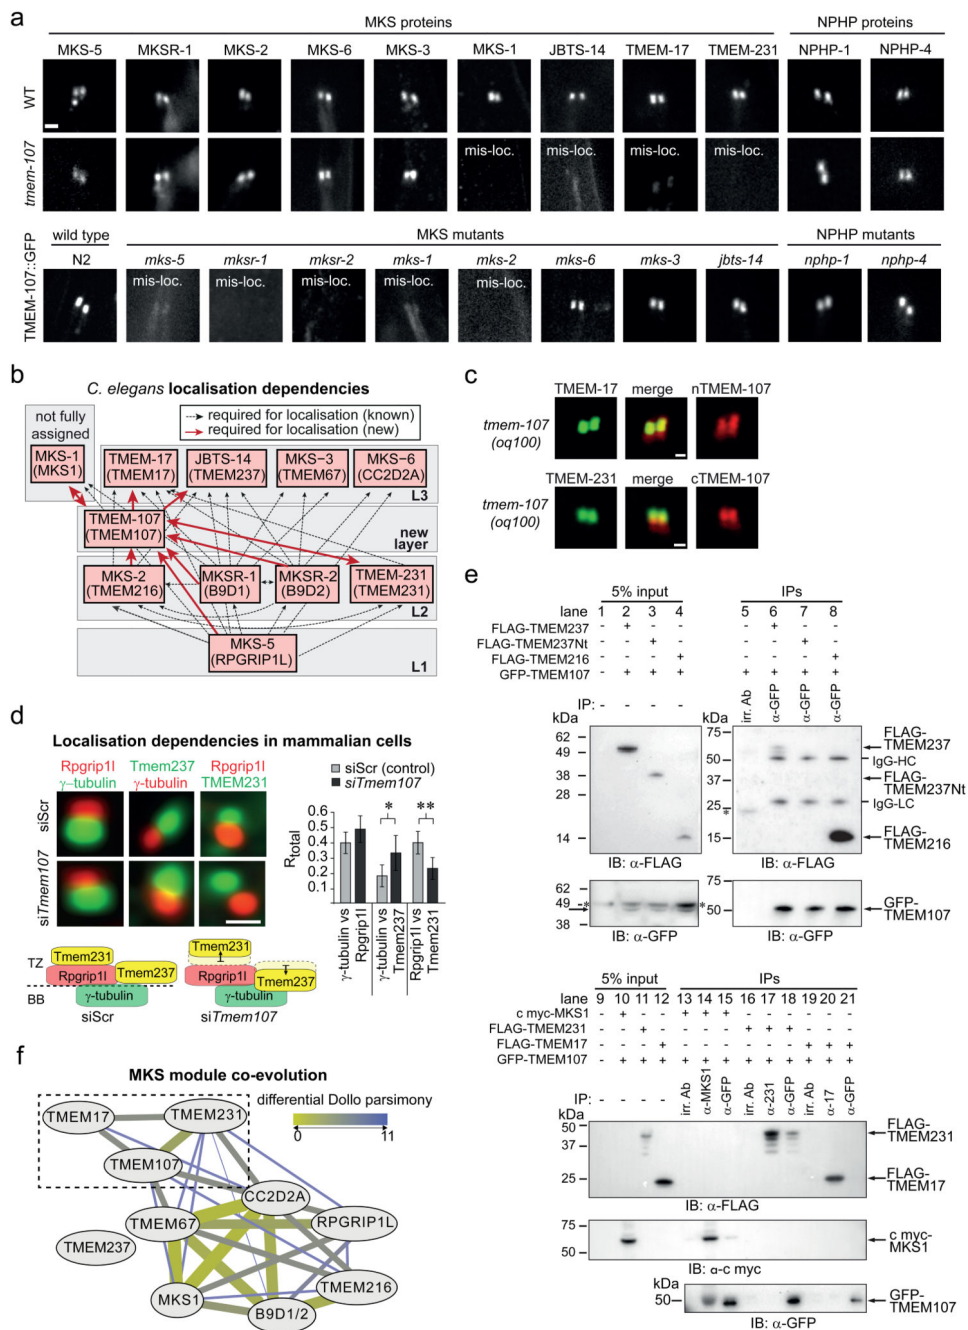 a
MKS proteins NPHP proteins
MKS-5 MKSR-1 MKS-2 MKS-6 MKS-3 MKS-1 JBTS-14 TMEM-17 TMEM-231 NPHP-1 NPHP-4
WT
tmem-107
mis-loc. mis-loc. mis-loc. mis-loc.
wild type MKS mutants NPHP mutants
N2 mks-5 mksr-1 mksr-2 mks-1 mks-2 mks-6 mks-3 jbts-14 nphp-1 nphp-4
TMEM-107::GFP
mis-loc. mis-loc. mis-loc. mis-loc. mis-loc.
b
C. elegans localisation dependencies
not fully assigned
required for localisation (known)
required for localisation (new)
MKS-1 (MKS1)
TMEM-17 (TMEM17)
JBTS-14 (TMEM237)
MKS-3 (TMEM67)
MKS-6 (CC2D2A)
L3
TMEM-107 (TMEM107)
new layer
MKS-2 (TMEM216)
MKSR-1 (B9D1)
MKSR-2 (B9D2)
TMEM-231 (TMEM231)
L2
MKS-5 (RPGRIP1L)
L1
c
TMEM-17 merge nTMEM-107
tmem-107 (oq100)
TMEM-231 merge cTMEM-107
tmem-107 (oq100)
d
Localisation dependencies in mammalian cells
Rpgrip1l γ-tubulin
Tmem237 γ-tubulin
Rpgrip1l TMEM231
siScr
siTmem107
siScr (control)
siTmem107
* **
Rtotal
0.6
0.5
0.4
0.3
0.2
0.1
γ-tubulin vs Rpgrip1l
γ-tubulin vs Tmem237
Rpgrip1l vs Tmem231
TZ
BB
Tmem231
Rpgrip1l
Tmem237
γ-tubulin
siScr
Tmem231
Rpgrip1l
Tmem237
γ-tubulin
siTmem107
e
5% input IPs
lane 1 2 3 4 5 6 7 8
FLAG-TMEM237 - + - - - + - -
FLAG-TMEM237Nt - - + - - - + -
FLAG-TMEM216 - - - + - - - +
GFP-TMEM107 - + + + + + + +
IP: - - - - irr. Ab α-GFP α-GFP α-GFP
kDa
62
49
38
28
14
IB: α-FLAG
kDa
75
50
37
25
*
15
IB: α-FLAG
FLAG-TMEM237
IgG-HC
FLAG-TMEM237Nt
IgG-LC
FLAG-TMEM216
62
49
38
* *
IB: α-GFP
75
50
GFP-TMEM107
IB: α-GFP
5% input IPs
lane 9 10 11 12 13 14 15 16 17 18 19 20 21
c myc-MKS1 - + - - + + + - - - - - -
FLAG-TMEM231 - - + - - - - + + + - - -
FLAG-TMEM17 - - - + - - - - - - + + +
GFP-TMEM107 - + + + + + + + + + + + +
IP: - - - - irr. Ab α-MKS1 α-GFP irr. Ab α-231 α-GFP irr. Ab α-17 α-GFP
kDa
50
37
25
FLAG-TMEM231
FLAG-TMEM17
IB: α-FLAG
75
50
c myc-MKS1
IB: α-c myc
kDa
50
GFP-TMEM107
IB: α-GFP
f
MKS module co-evolution
differential Dollo parsimony
0 11
TMEM17
TMEM231
TMEM107
CC2D2A
TMEM67
RPGRIP1L
TMEM237
TMEM216
MKS1
B9D1/2